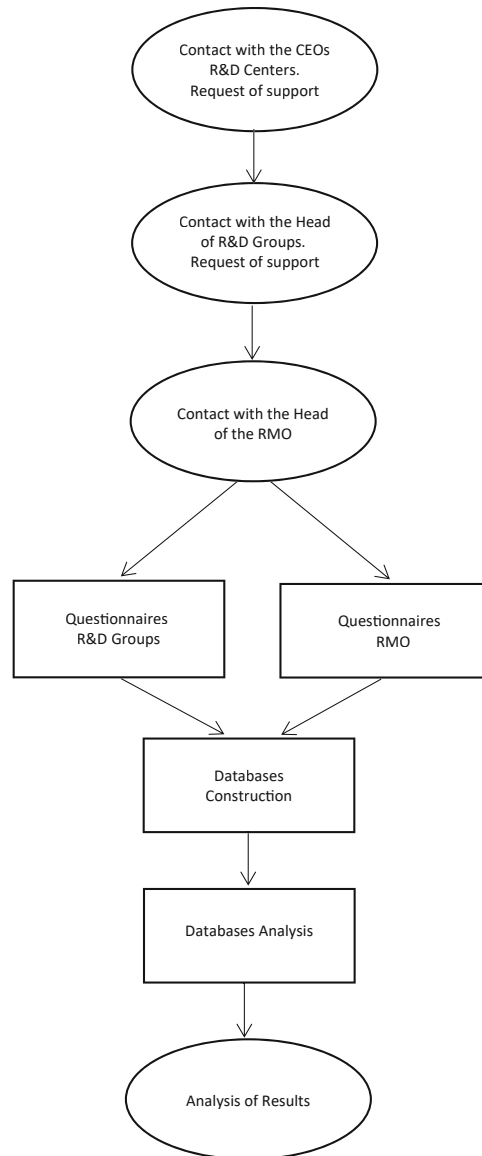 Contact with the CEOs
R&D Centers.
Request of support
Contact with the Head
of R&D Groups.
Request of support
Contact with the Head
of the RMO
Questionnaires
R&D Groups
Questionnaires
RMO
Databases
Construction
Databases Analysis
Analysis of Results